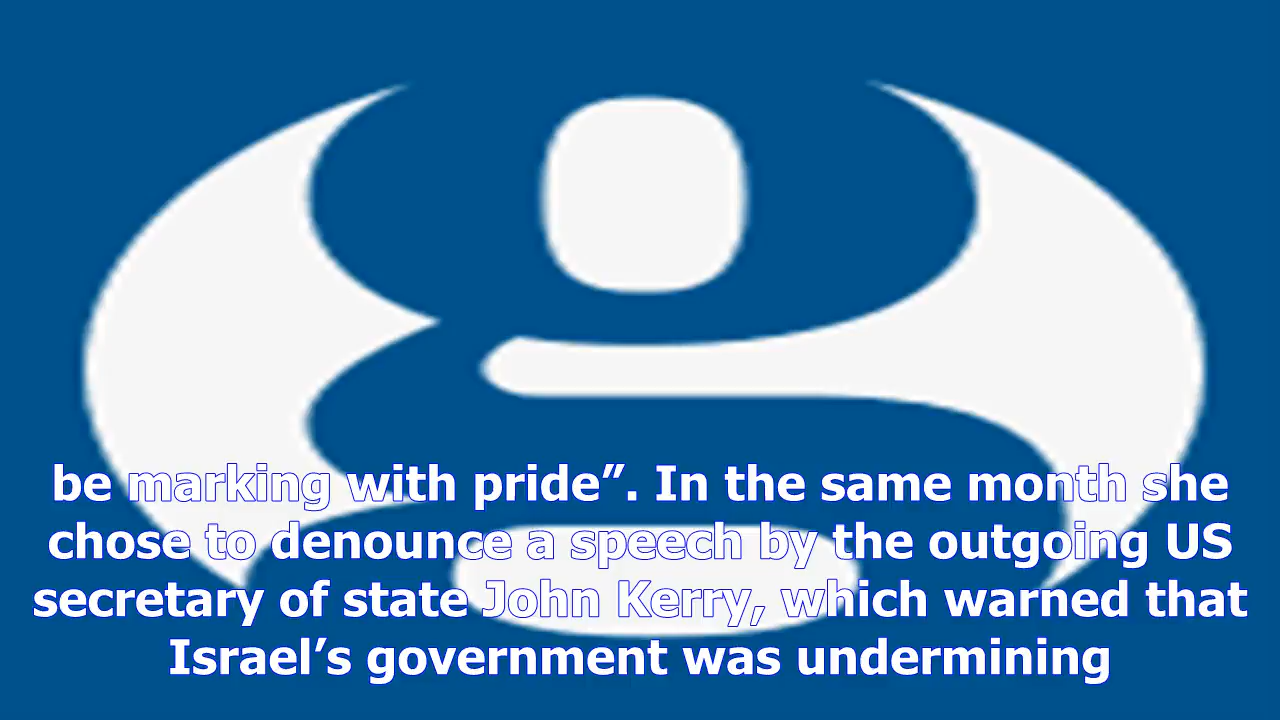 be marking with pride”. In the same month she
chose to denounce a speech by the outgoing US
secretary of state John Kerry, which warned that
Israel’s government was undermining